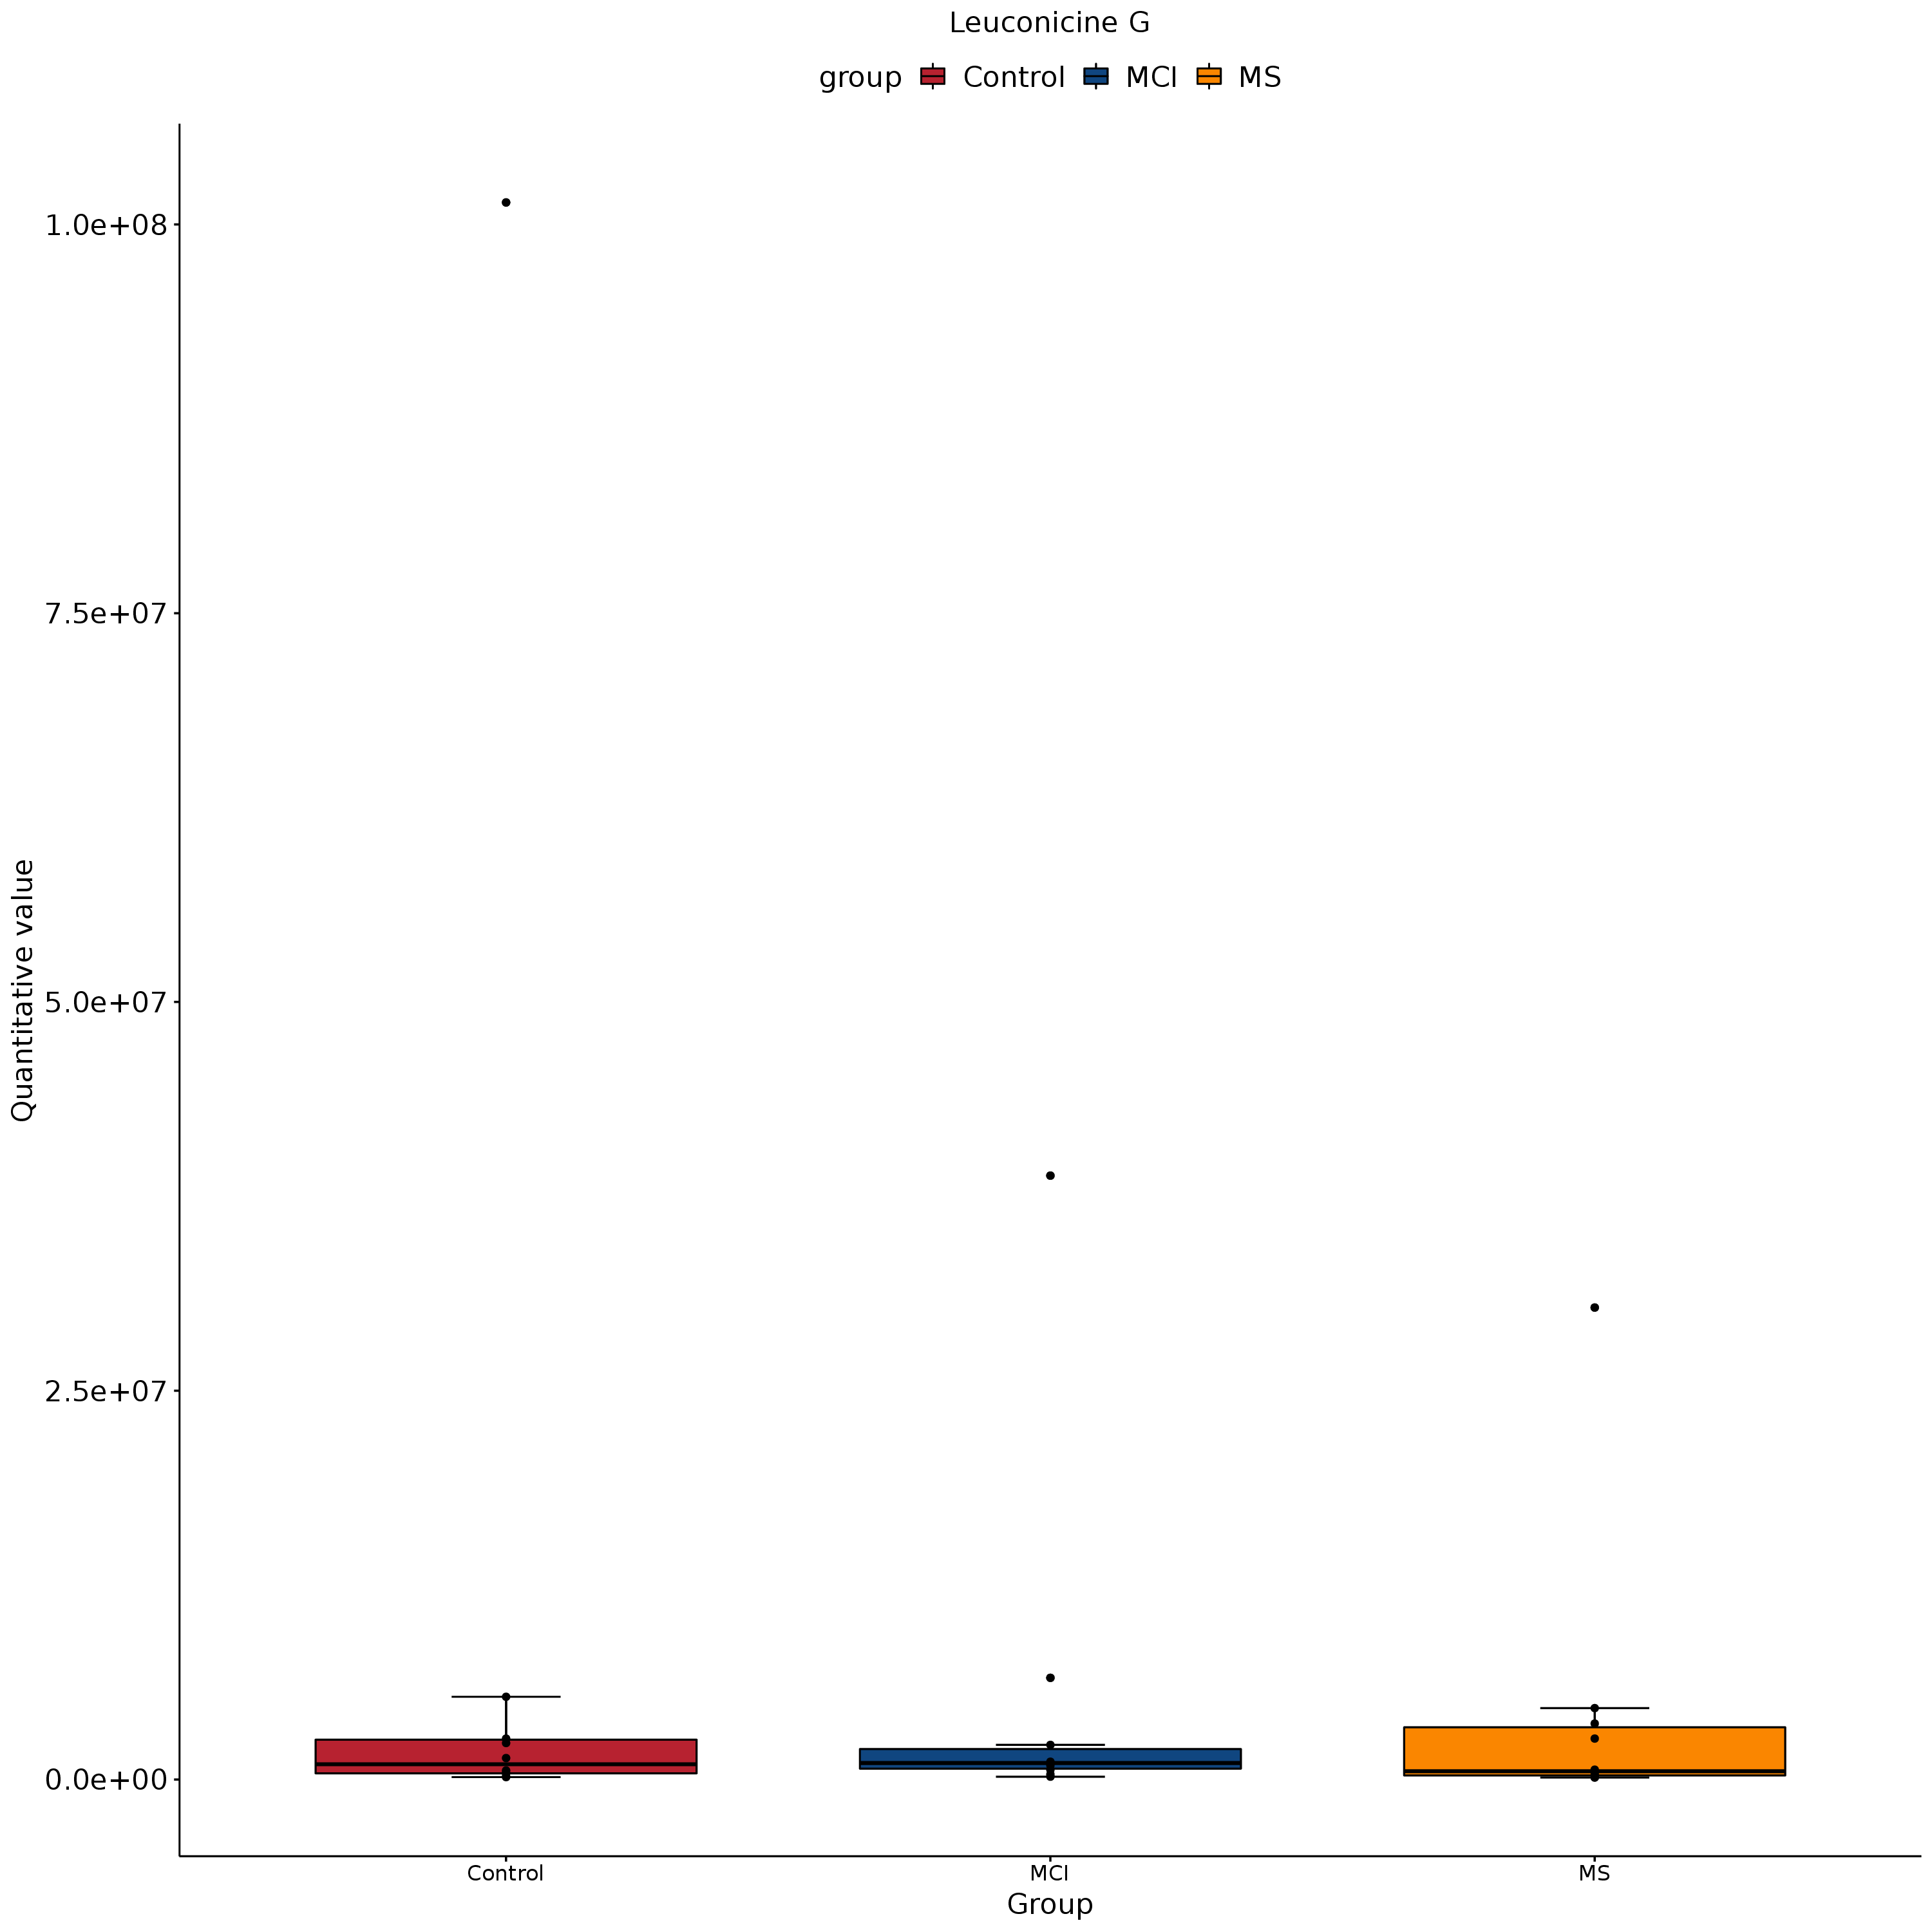 Leuconicine G
group Control MCI MS
1.0e+08
7.5e+07
5.0e+07
2.5e+07
0.0e+00
Quantitative value
Control MCI MS
Group